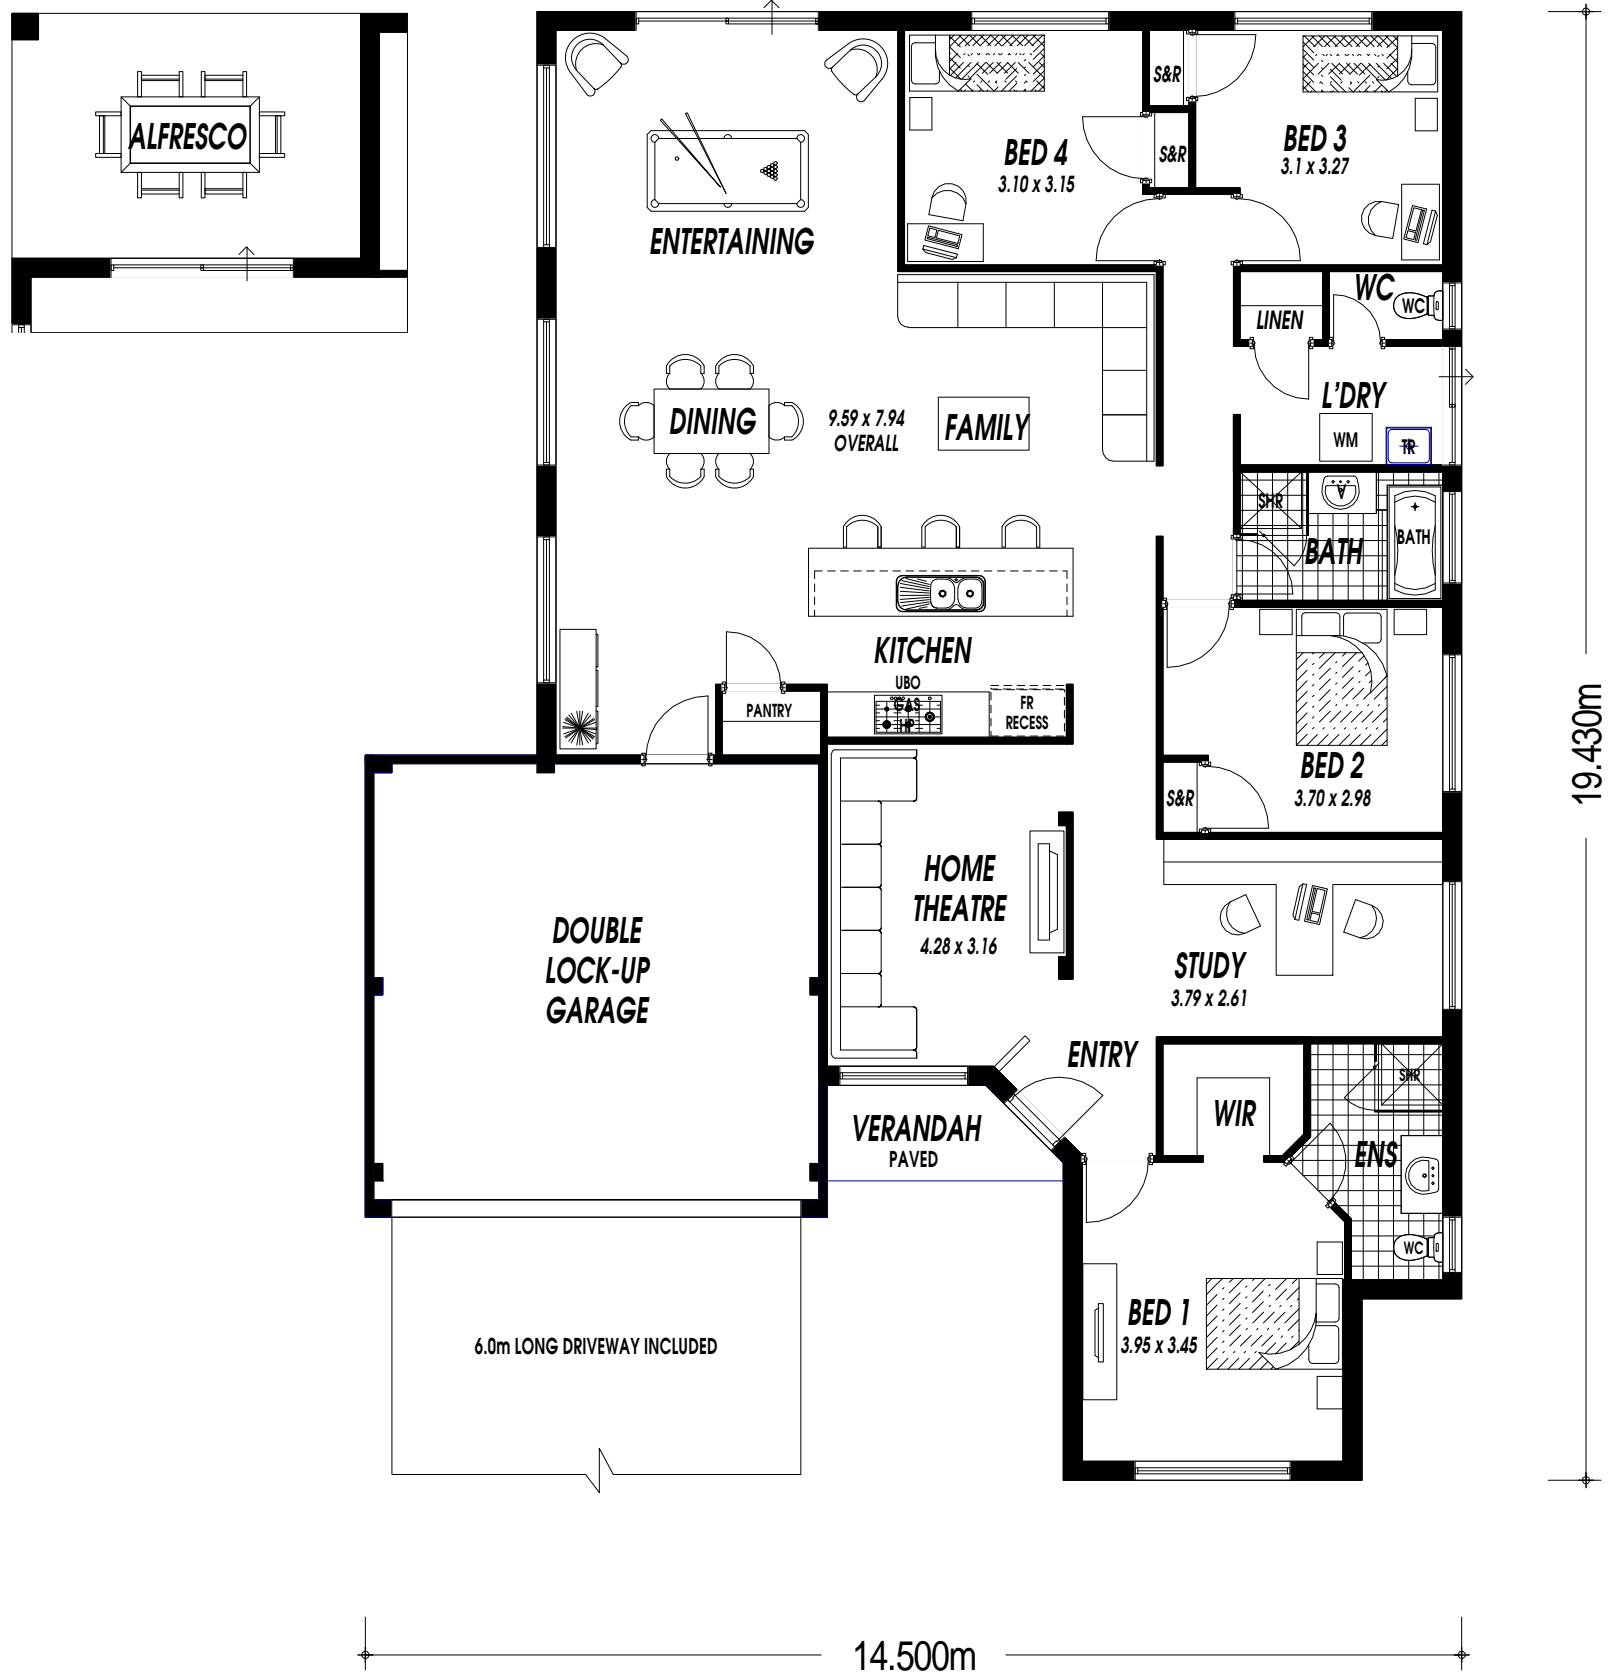 ALFRESCO
S&R
BED 3
3.1 x 3.27
BED 4
3.10 x 3.15
S&R
ENTERTAINING
WC
WC
LINEN
L'DRY
DINING
9.59 x 7.94
OVERALL
FAMILY
WM
TR
SHR
V
BATH
BATH
KITCHEN
UBO
GAS
HP
FR
RECESS
PANTRY
BED 2
3.70 x 2.98
S&R
19.430m
HOME
THEATRE
4.28 x 3.16
DOUBLE
LOCK-UP
GARAGE
STUDY
3.79 x 2.61
ENTRY
SHR
WIR
VERANDAH
PAVED
ENS
WC
BED 1
3.95 x 3.45
6.0m LONG DRIVEWAY INCLUDED
14.500m